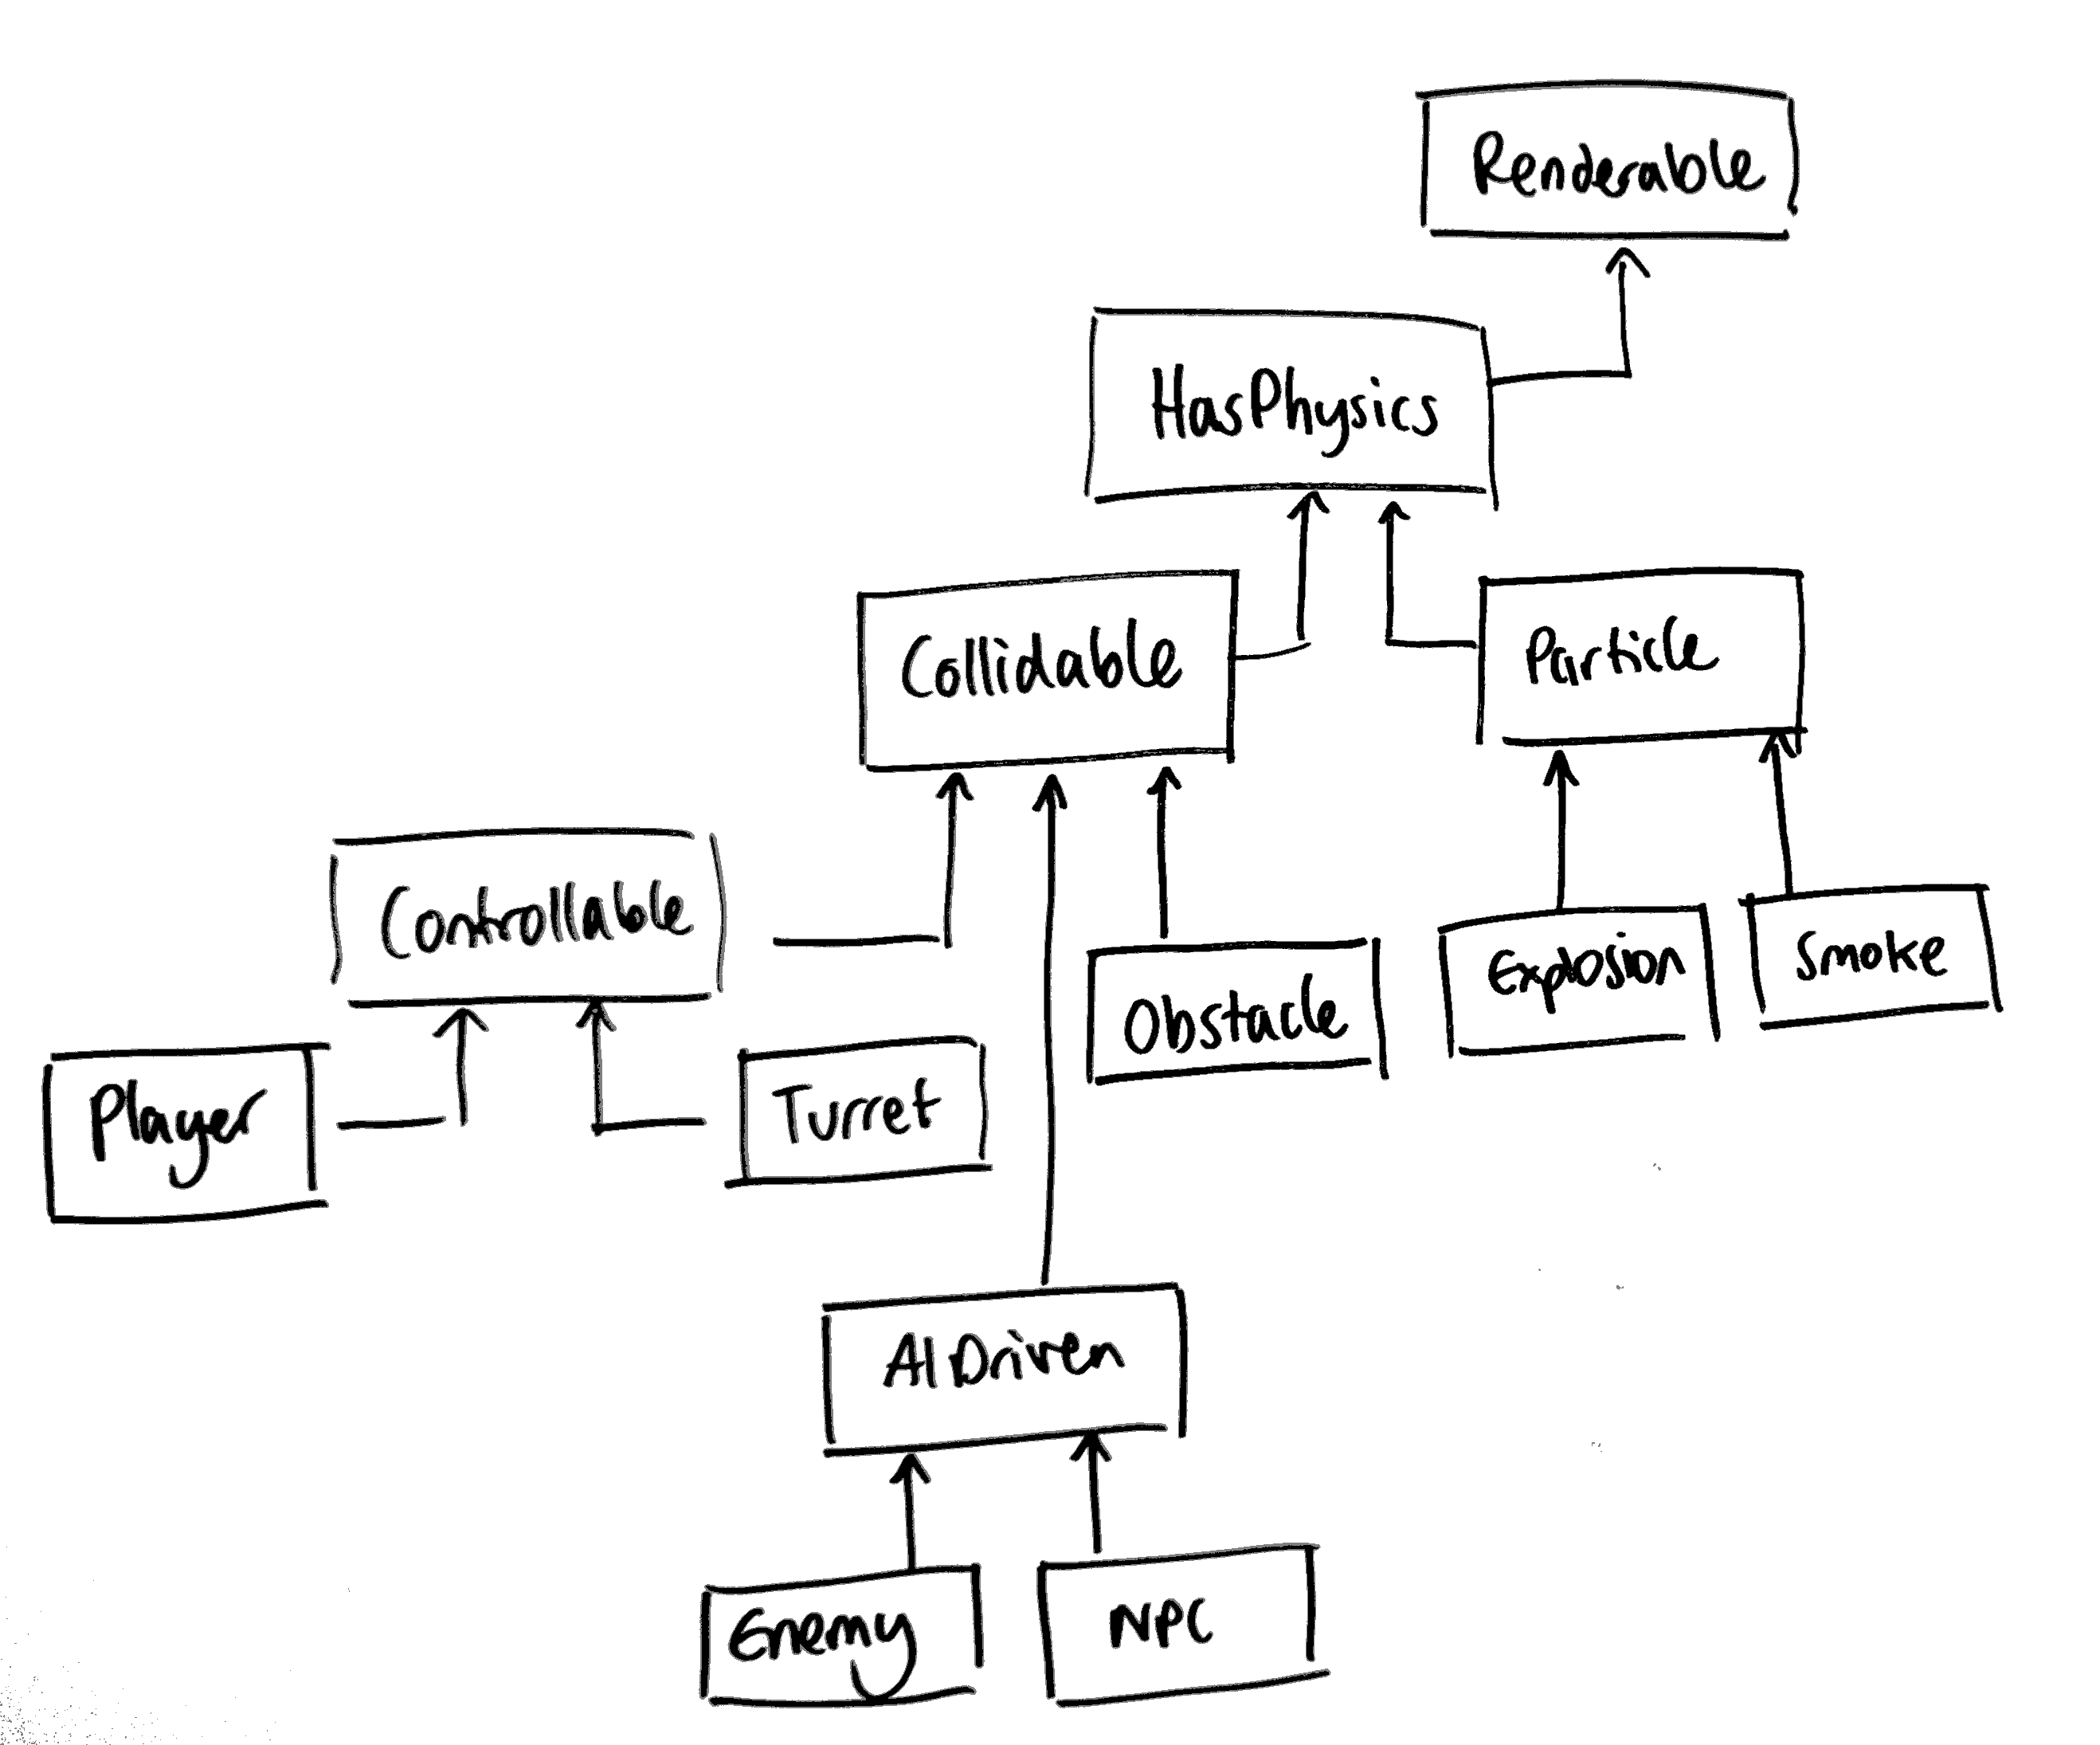 Renderable
HasPhysics
Collidable
Particle
Controllable
Obstacle
Explosion
Smoke
Player
Turret
AIDriven
Enemy
NPC